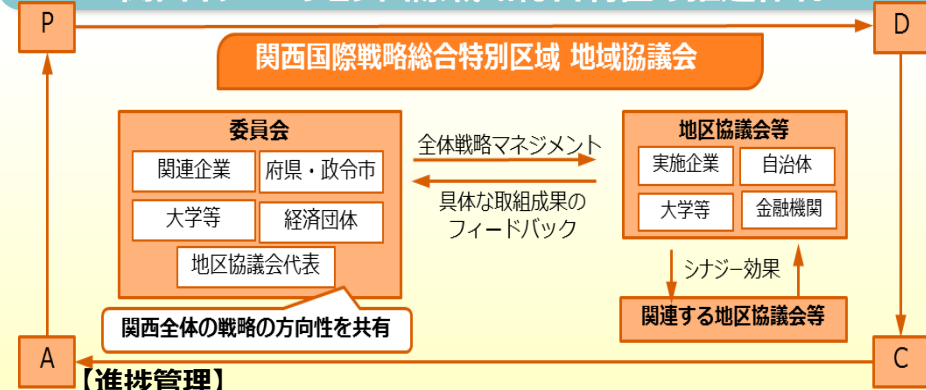 P
D
関西国際戦略総合特別区域 地域協議会
委員会
関連企業
府県・政令市
大学等
経済団体
地区協議会代表
関西全体の戦略の方向性を共有
全体戦略マネジメント
具体な取組成果の
フィードバック
地区協議会等
実施企業
自治体
大学等
金融機関
シナジー効果
関連する地区協議会等
A
C
【進捗管理】